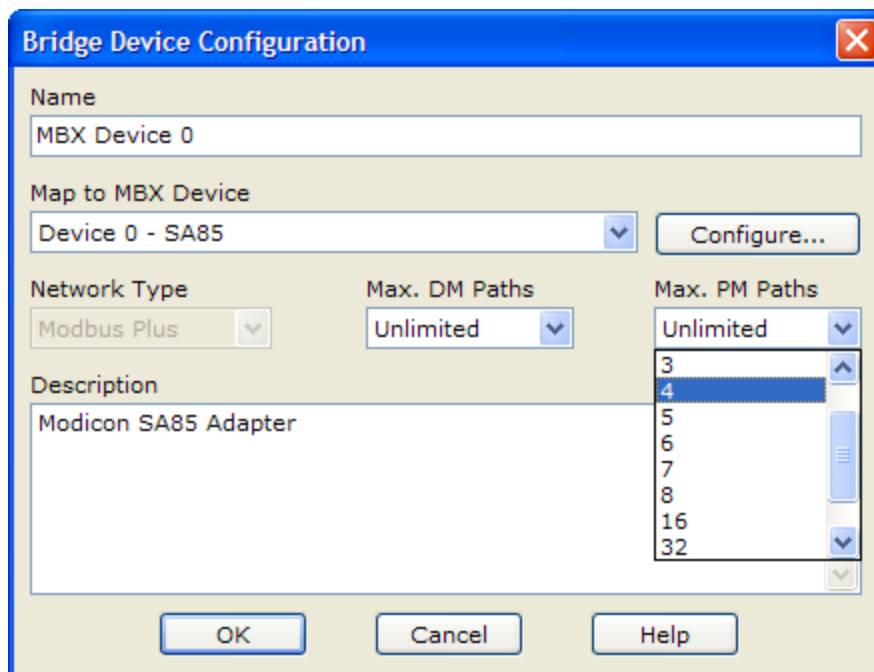 Bridge Device Configuration
Name
MBX Device 0
Map to MBX Device
Device 0 - SA85
Configure...
Network Type
Max. DM Paths
Max. PM Paths
Modbus Plus
Unlimited
Unlimited
3
4
5
6
7
8
16
32
Description
Modicon SA85 Adapter
OK
Cancel
Help